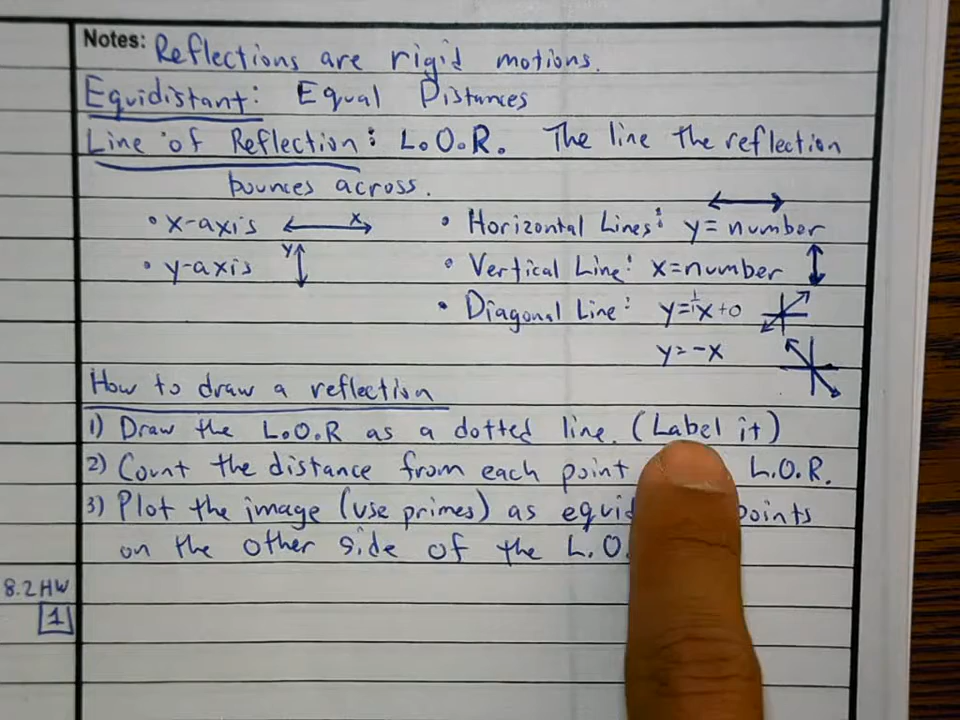 Notes: Reflections are rigid motions.
Equidistant: Equal Distances
Line of Reflection: L.O.R. The line the reflection
bounces across.
• x-axis x • Horizontal Lines: y= number
• y-axis y • Vertical Line: x=number
• Diagonal Line: y=1/1x+0
y=-x
How to draw a reflection
1) Draw the L.O.R as a dotted line. (Label it)
2) Count the distance from each point L.O.R.
3) Plot the image (use primes) as points
on the other side of the L.O.
8.2 HW
1